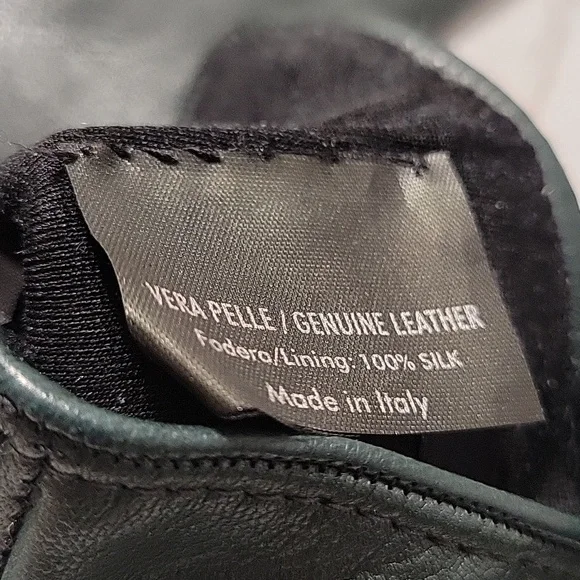 VERA PELLE / GENUINE LEATHER
Fodera/Lining: 100% SILK
Made in Italy